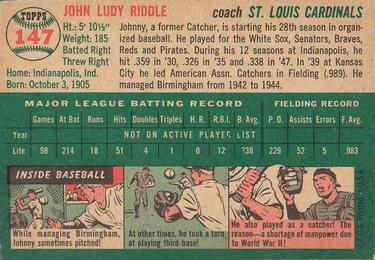 TOPPS
147
JOHN LUDY RIDDLE
coach ST. LOUIS CARDINALS
Ht.: 5' 10½"
Weight: 185
Batted Right
Threw Right
Home: Indianapolis, Ind.
Born: October 3, 1905
Johnny, a former Catcher, is starting his 28th season in organ-
ized baseball. He played for the White Sox, Senators, Braves,
Reds and Pirates. During his 12 seasons at Indianapolis, he
hit .359 in '30, .326 in '35 and .341 in '47. In '39 at Kansas
City he led American Assn. Catchers in Fielding (.989). He
managed Birmingham from 1942 to 1944.
MAJOR LEAGUE BATTING RECORD
FIELDING RECORD
Games At Bat Runs Hits Doubles Triples H.R. R.B.I. B.Avg. P.O. Assists Errors F.Avg.
Year NOT ON ACTIVE PLAYER LIST
Life 98 214 18 51 4 1 0 12 .238 229 52 5 .983
INSIDE BASEBALL
While managing Birmingham,
Johnny sometimes pitched!
At other times, he took a
turn at playing third base!
He also played as a catcher! The
reason—a shortage of manpower due
to World War II!